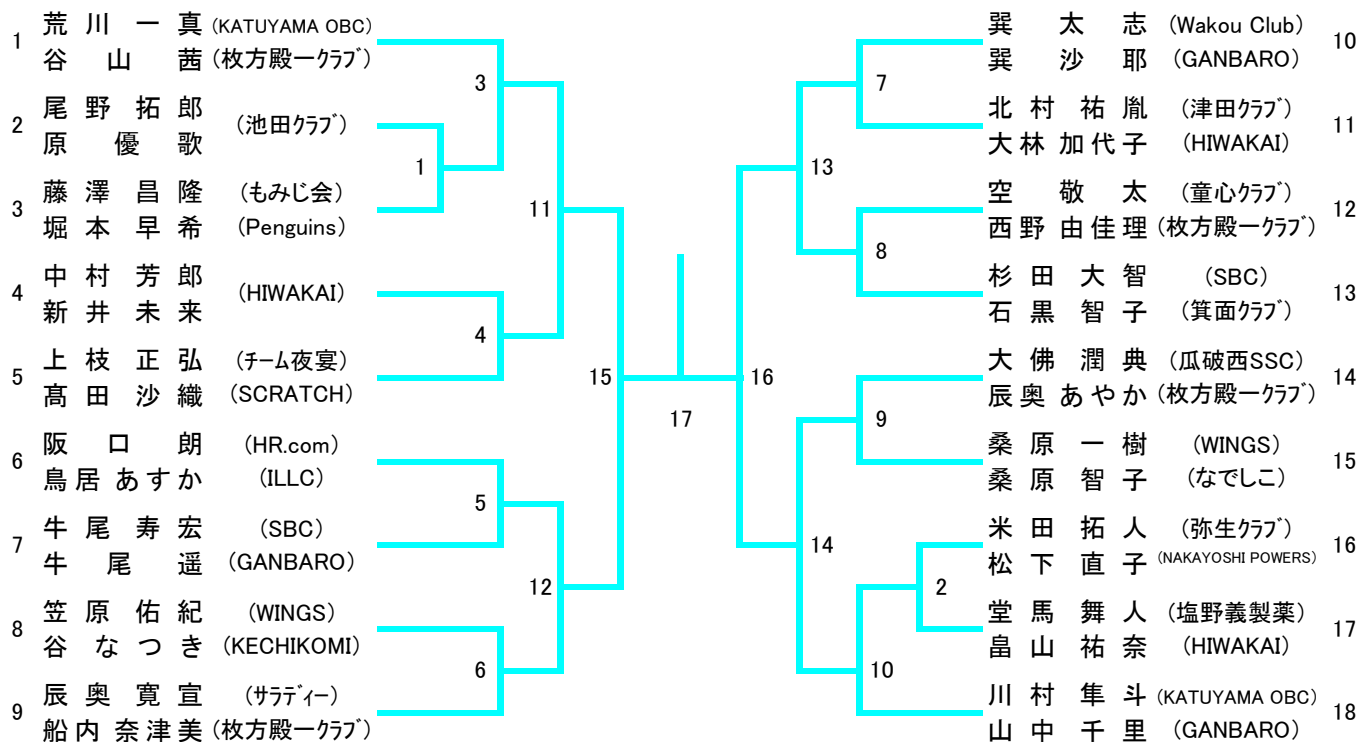 1
荒川一真 (KATUYAMA OBC)
谷山茜 (枚方殿一クラブ)
2
尾野拓郎
原優歌
(池田クラブ)
3
藤澤昌隆 (もみじ会)
堀本早希 (Penguins)
4
中村芳郎
新井未来
(HIWAKAI)
5
上枝正弘 (チーム夜宴)
髙田沙織 (SCRATCH)
6
阪口朗 (HR.com)
鳥居あすか (ILLC)
7
牛尾寿宏 (SBC)
牛尾遥 (GANBARO)
8
笠原佑紀 (WINGS)
谷なつき (KECHIKOMI)
9
辰奥寛宣 (サラディー)
船内奈津美 (枚方殿一クラブ)
3
1
11
4
15
5
12
6
17
16
7
13
8
9
14
2
10
巽太志 (Wakou Club)
巽沙耶 (GANBARO)
10
北村祐胤 (津田クラブ)
大林加代子 (HIWAKAI)
11
空敬太 (童心クラブ)
西野由佳理 (枚方殿一クラブ)
12
杉田大智 (SBC)
石黒智子 (箕面クラブ)
13
大佛潤典 (瓜破西SSC)
辰奥あやか (枚方殿一クラブ)
14
桑原一樹 (WINGS)
桑原智子 (なでしこ)
15
米田拓人 (弥生クラブ)
松下直子 (NAKAYOSHI POWERS)
16
堂馬舞人 (塩野義製薬)
畠山祐奈 (HIWAKAI)
17
川村隼斗 (KATUYAMA OBC)
山中千里 (GANBARO)
18